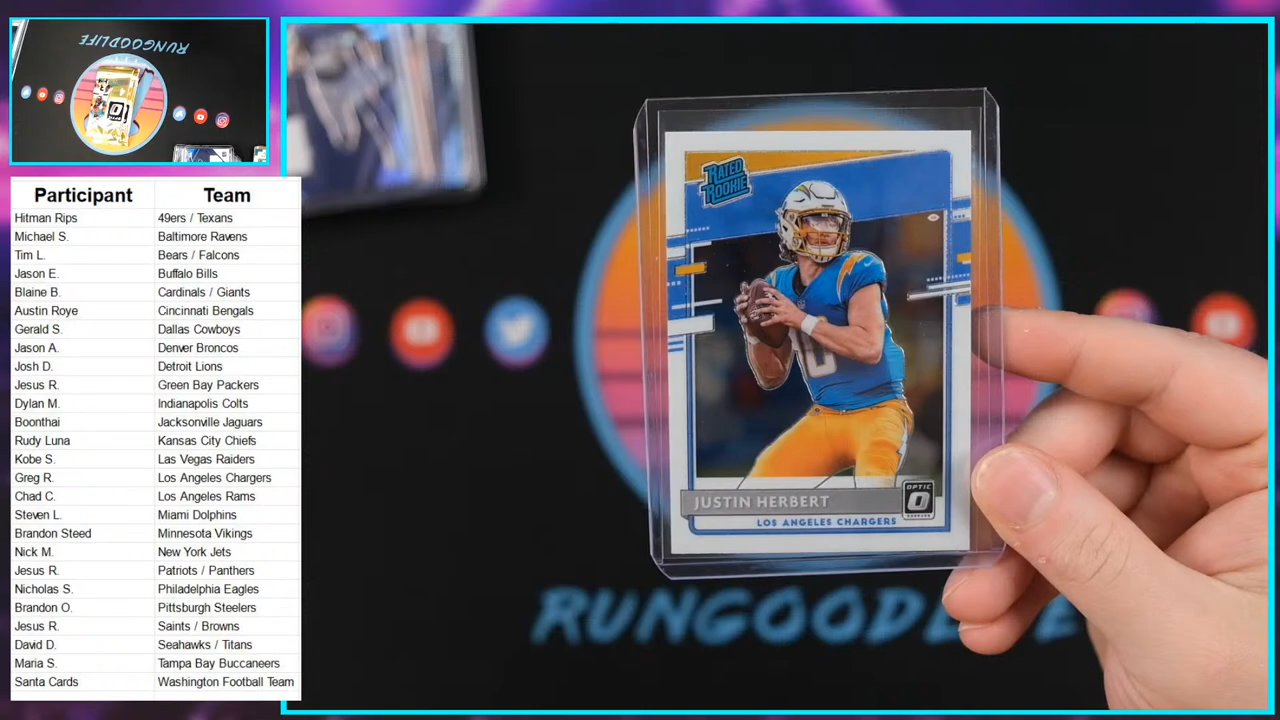 RUNGOODLIFE
Participant Team
Hitman Rips 49ers / Texans
Michael S. Baltimore Ravens
Tim L. Bears / Falcons
Jason E. Buffalo Bills
Blaine B. Cardinals / Giants
Austin Roye Cincinnati Bengals
Gerald S. Dallas Cowboys
Jason A. Denver Broncos
Josh D. Detroit Lions
Jesus R. Green Bay Packers
Dylan M. Indianapolis Colts
Boonthai Jacksonville Jaguars
Rudy Luna Kansas City Chiefs
Kobe S. Las Vegas Raiders
Greg R. Los Angeles Chargers
Chad C. Los Angeles Rams
Steven L. Miami Dolphins
Brandon Steed Minnesota Vikings
Nick M. New York Jets
Jesus R. Patriots / Panthers
Nicholas S. Philadelphia Eagles
Brandon O. Pittsburgh Steelers
Jesus R. Saints / Browns
David D. Seahawks / Titans
Maria S. Tampa Bay Buccaneers
Santa Cards Washington Football Team
RATED
ROOKIE
10
JUSTIN HERBERT
OPTIC
LOS ANGELES CHARGERS
RUNGOODLIFE